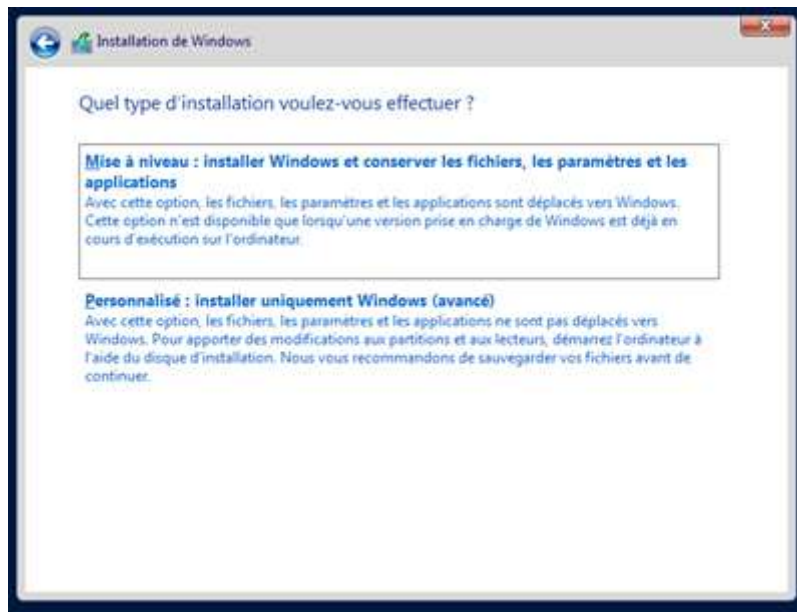 Installation de Windows
Quel type d'installation voulez-vous effectuer ?
Mise à niveau : installer Windows et conserver les fichiers, les paramètres et les
applications
Avec cette option, les fichiers, les paramètres et les applications sont déplacés vers Windows.
Cette option n'est disponible que lorsqu'une version prise en charge de Windows est déjà en
cours d'exécution sur l'ordinateur.
Personnalisé : installer uniquement Windows (avancé)
Avec cette option, les fichiers, les paramètres et les applications ne sont pas déplacés vers
Windows. Pour apporter des modifications aux partitions et aux lecteurs, démarrez l'ordinateur à
l'aide du disque d'installation. Nous vous recommandons de sauvegarder vos fichiers avant de
continuer.